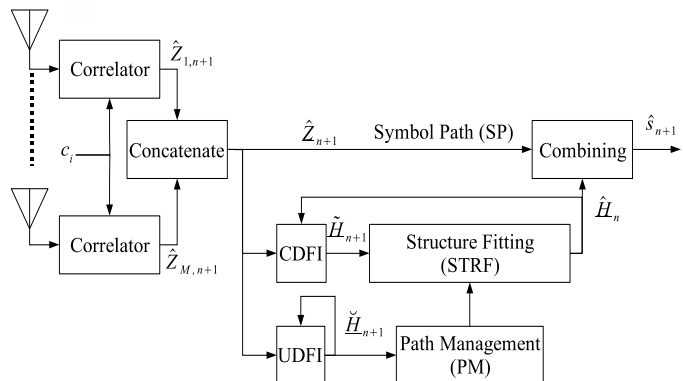 Correlator
Ẑ₁,ₙ₊₁
cᵢ
Concatenate
Ẑₙ₊₁
Symbol Path (SP)
Combining
ŝₙ₊₁
Correlator
Ẑ_M,ₙ₊₁
CDFI
H̃ₙ₊₁
Structure Fitting
(STRF)
Ĥₙ
UDFI
H̆ₙ₊₁
Path Management
(PM)